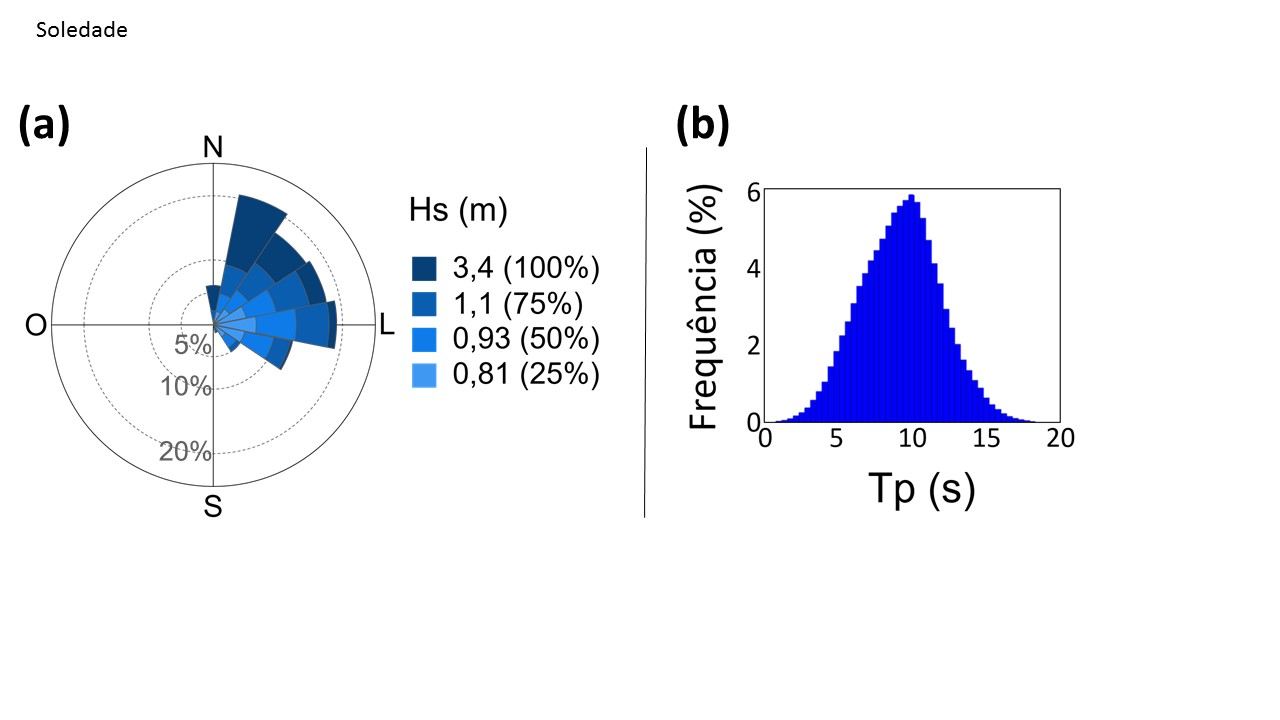 Soledade
(a)
N
O
L
S
5%
10%
20%
Hs (m)
3,4 (100%)
1,1 (75%)
0,93 (50%)
0,81 (25%)
(b)
Frequência (%)
6
4
2
0
0 5 10 15 20
Tp (s)